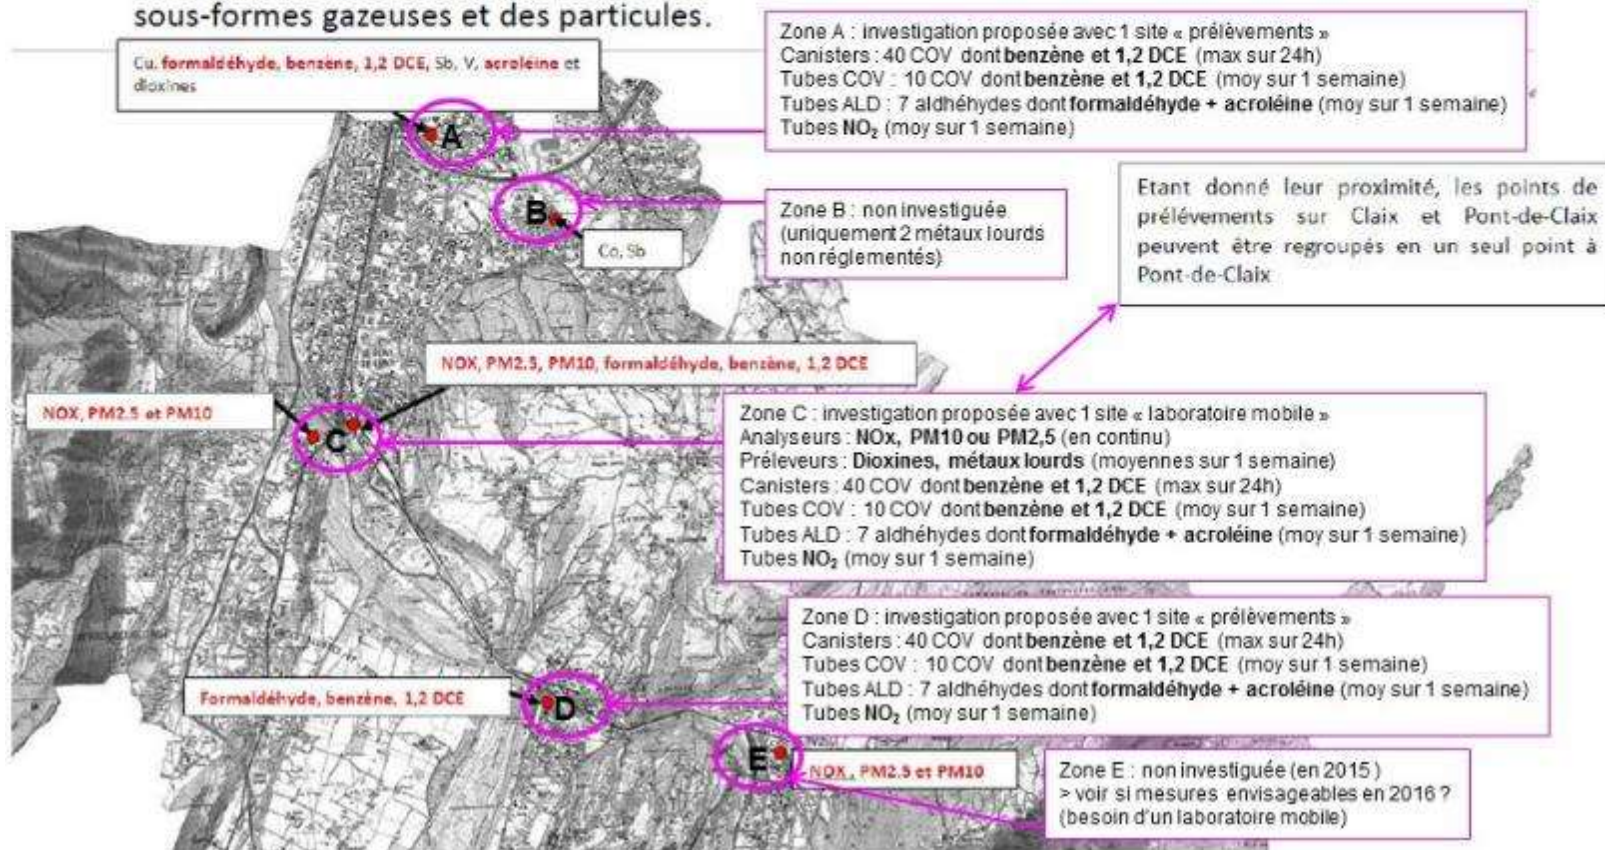 sous-formes gazeuses et des particules.
Cu, formaldéhyde, benzène, 1,2 DCE, Sb, V, acroléine et
dioxines
Zone A : investigation proposée avec 1 site « prélèvements »
Canisters : 40 COV dont benzène et 1,2 DCE (max sur 24h)
Tubes COV : 10 COV dont benzène et 1,2 DCE (moy sur 1 semaine)
Tubes ALD : 7 aldhéhydes dont formaldéhyde + acroléine (moy sur 1 semaine)
Tubes NO₂ (moy sur 1 semaine)
A
B
Co, Sb
Zone B : non investiguée
(uniquement 2 métaux lourds
non réglementés)
Etant donné leur proximité, les points de
prélévements sur Claix et Pont-de-Claix
peuvent être regroupés en un seul point à
Pont-de-Claix
NOX, PM2.5, PM10, formaldéhyde, benzène, 1,2 DCE
NOX, PM2.5 et PM10
C
Zone C : investigation proposée avec 1 site « laboratoire mobile »
Analyseurs : NOx, PM10 ou PM2,5 (en continu)
Préleveurs : Dioxines, métaux lourds (moyennes sur 1 semaine)
Canisters : 40 COV dont benzène et 1,2 DCE (max sur 24h)
Tubes COV : 10 COV dont benzène et 1,2 DCE (moy sur 1 semaine)
Tubes ALD : 7 aldhéhydes dont formaldéhyde + acroléine (moy sur 1 semaine)
Tubes NO₂ (moy sur 1 semaine)
Formaldéhyde, benzène, 1,2 DCE
D
Zone D : investigation proposée avec 1 site « prélèvements »
Canisters : 40 COV dont benzène et 1,2 DCE (max sur 24h)
Tubes COV : 10 COV dont benzène et 1,2 DCE (moy sur 1 semaine)
Tubes ALD : 7 aldhéhydes dont formaldéhyde + acroléine (moy sur 1 semaine)
Tubes NO₂ (moy sur 1 semaine)
E
NOX , PM2.5 et PM10
Zone E : non investiguée (en 2015 )
> voir si mesures envisageables en 2016 ?
(besoin d'un laboratoire mobile)